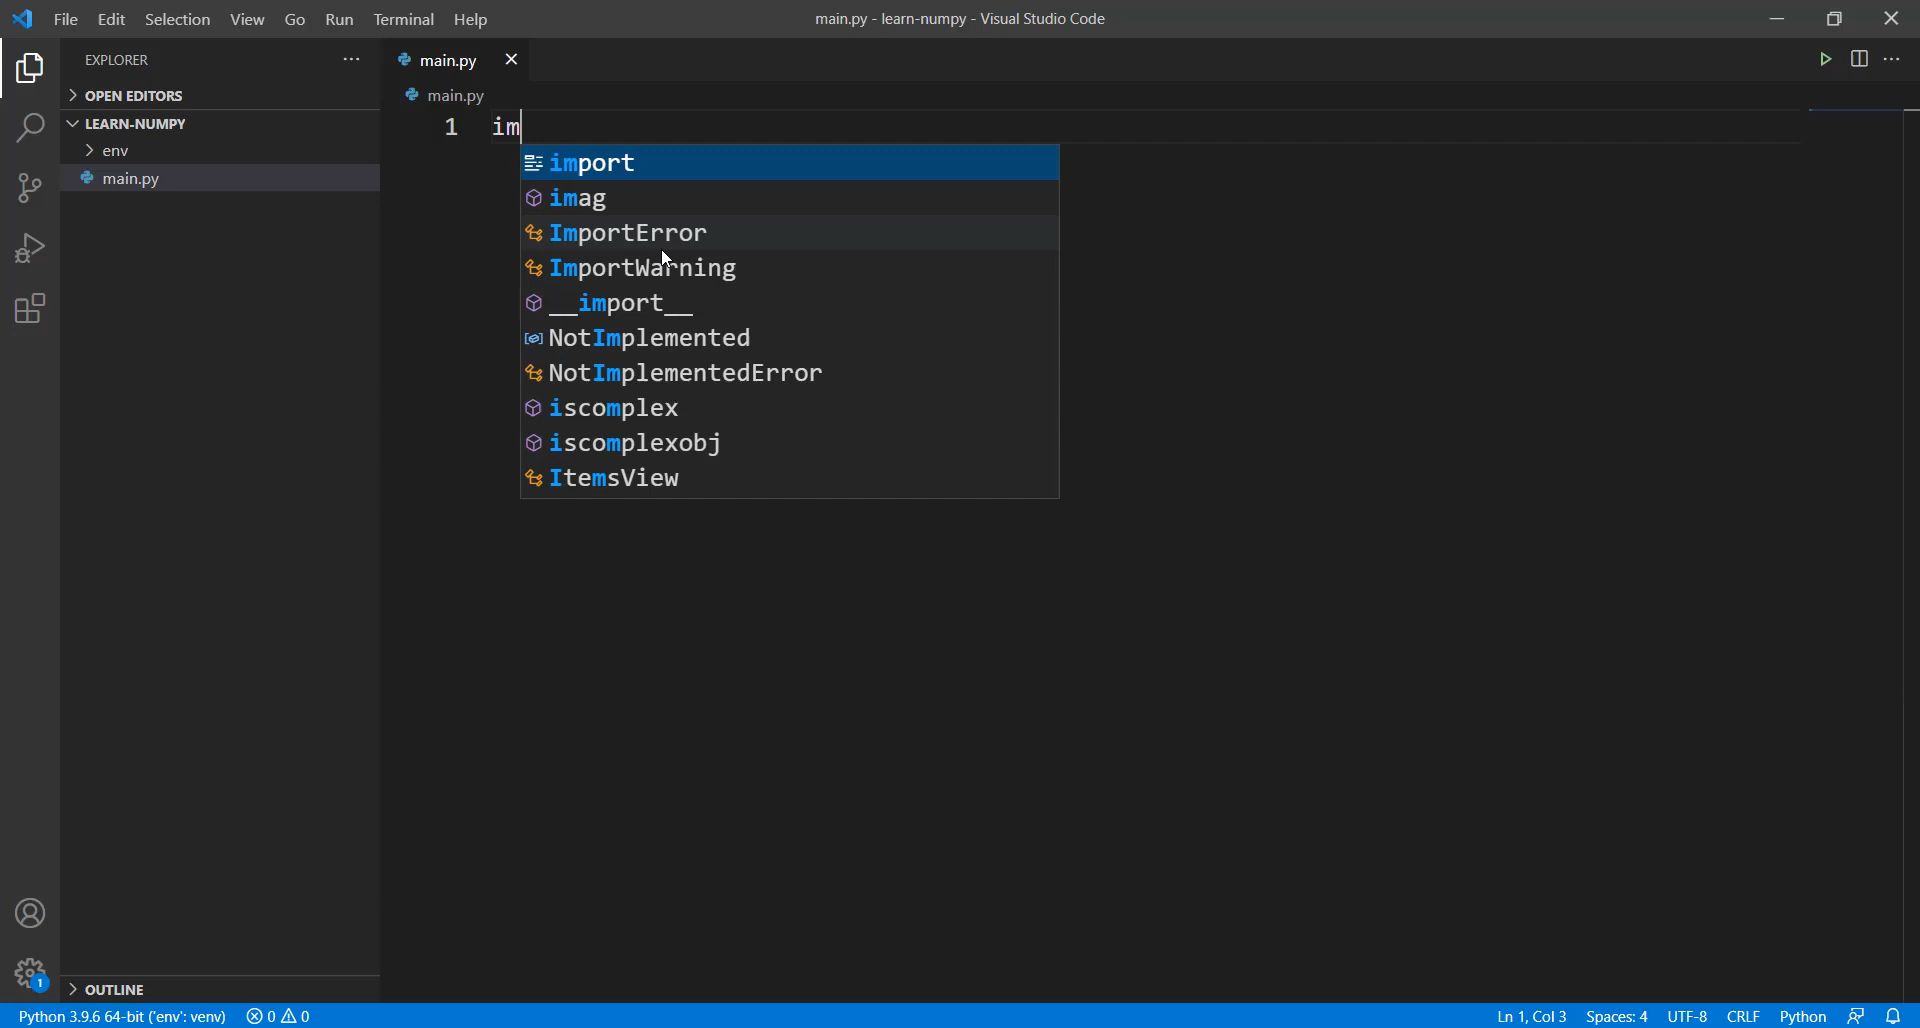 File Edit Selection View Go Run Terminal Help
main.py - learn-numpy - Visual Studio Code
EXPLORER
OPEN EDITORS
LEARN-NUMPY
env
main.py
main.py
main.py
1 im
import
imag
ImportError
ImportWarning
__import__
NotImplemented
NotImplementedError
iscomplex
iscomplexobj
ItemsView
1
OUTLINE
Python 3.9.6 64-bit ('env': venv) 0 0
Ln 1, Col 3 Spaces: 4 UTF-8 CRLF Python